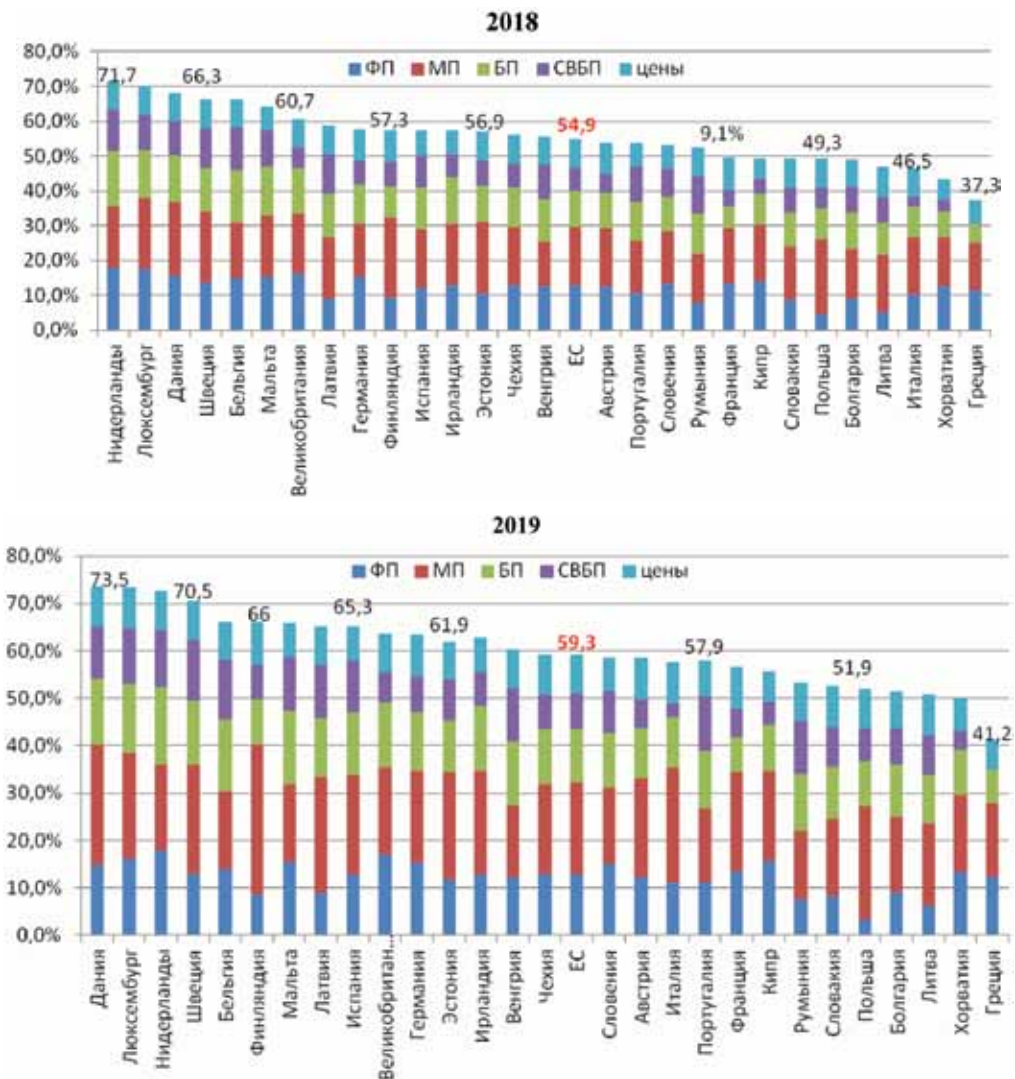 2018
80,0%
70,0%
60,0%
50,0%
40,0%
30,0%
20,0%
10,0%
0,0%
ФП МП БП СВБП цены
71,7
66,3
60,7
57,3
56,9
54,9
9,1%
49,3
46,5
37,3
Нидерланды
Люксембург
Дания
Швеция
Бельгия
Мальта
Великобритания
Латвия
Германия
Финляндия
Испания
Ирландия
Эстония
Чехия
Венгрия
ЕС
Австрия
Португалия
Словения
Румыния
Франция
Кипр
Словакия
Польша
Болгария
Литва
Италия
Хорватия
Греция
2019
80,0%
70,0%
60,0%
50,0%
40,0%
30,0%
20,0%
10,0%
0,0%
ФП МП БП СВБП цены
73,5
70,5
66
65,3
61,9
59,3
57,9
51,9
41,2
Дания
Люксембург
Нидерланды
Швеция
Бельгия
Финляндия
Мальта
Латвия
Испания
Великобритан...
Германия
Эстония
Ирландия
Венгрия
Чехия
ЕС
Словения
Австрия
Италия
Португалия
Франция
Кипр
Румыния
Словакия
Польша
Болгария
Литва
Хорватия
Греция